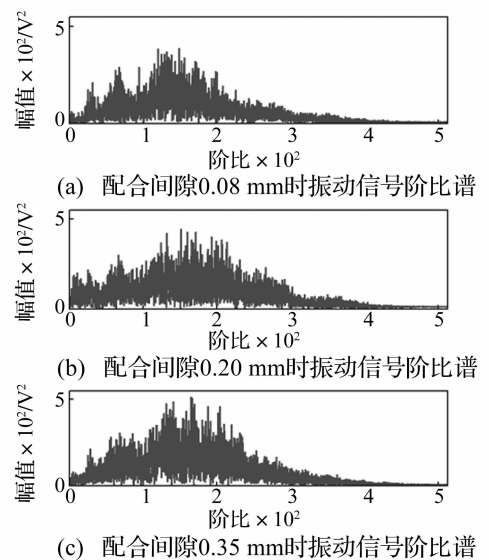 幅值×10²/V²
5
0
0 1 2 3 4 5
阶比×10²
(a) 配合间隙0.08 mm时振动信号阶比谱
幅值×10²/V²
5
0
0 1 2 3 4 5
阶比×10²
(b) 配合间隙0.20 mm时振动信号阶比谱
幅值×10²/V²
5
0
0 1 2 3 4 5
阶比×10²
(c) 配合间隙0.35 mm时振动信号阶比谱